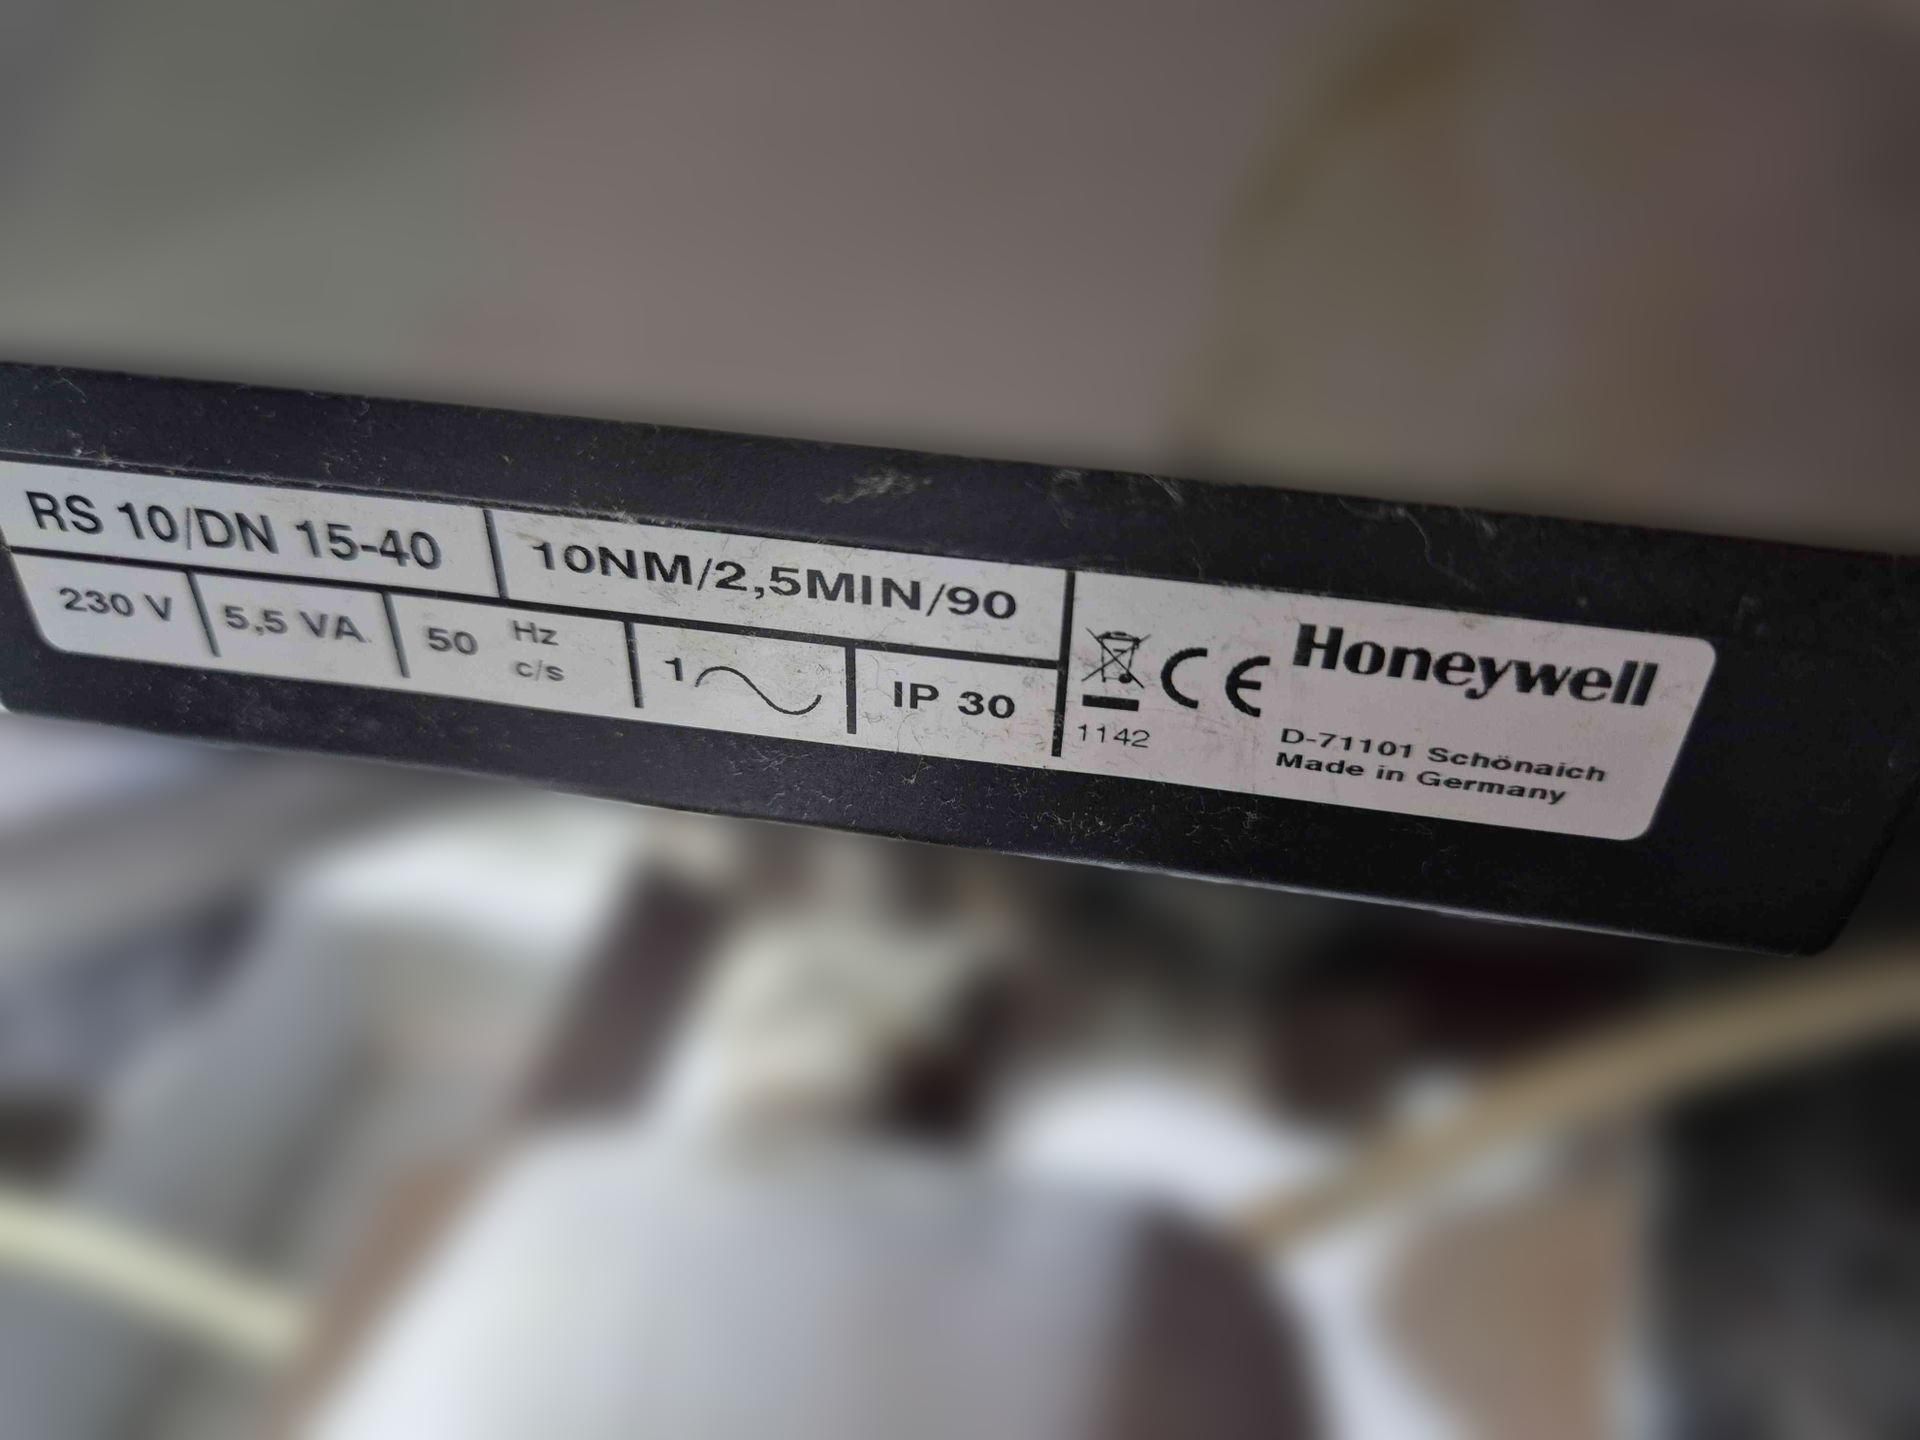 RS 10/DN 15-40
10NM/2,5MIN/90
230 V
5,5 VA
50 Hz
c/s
1
IP 30
1142
CE
Honeywell
D-71101 Schönaich
Made in Germany